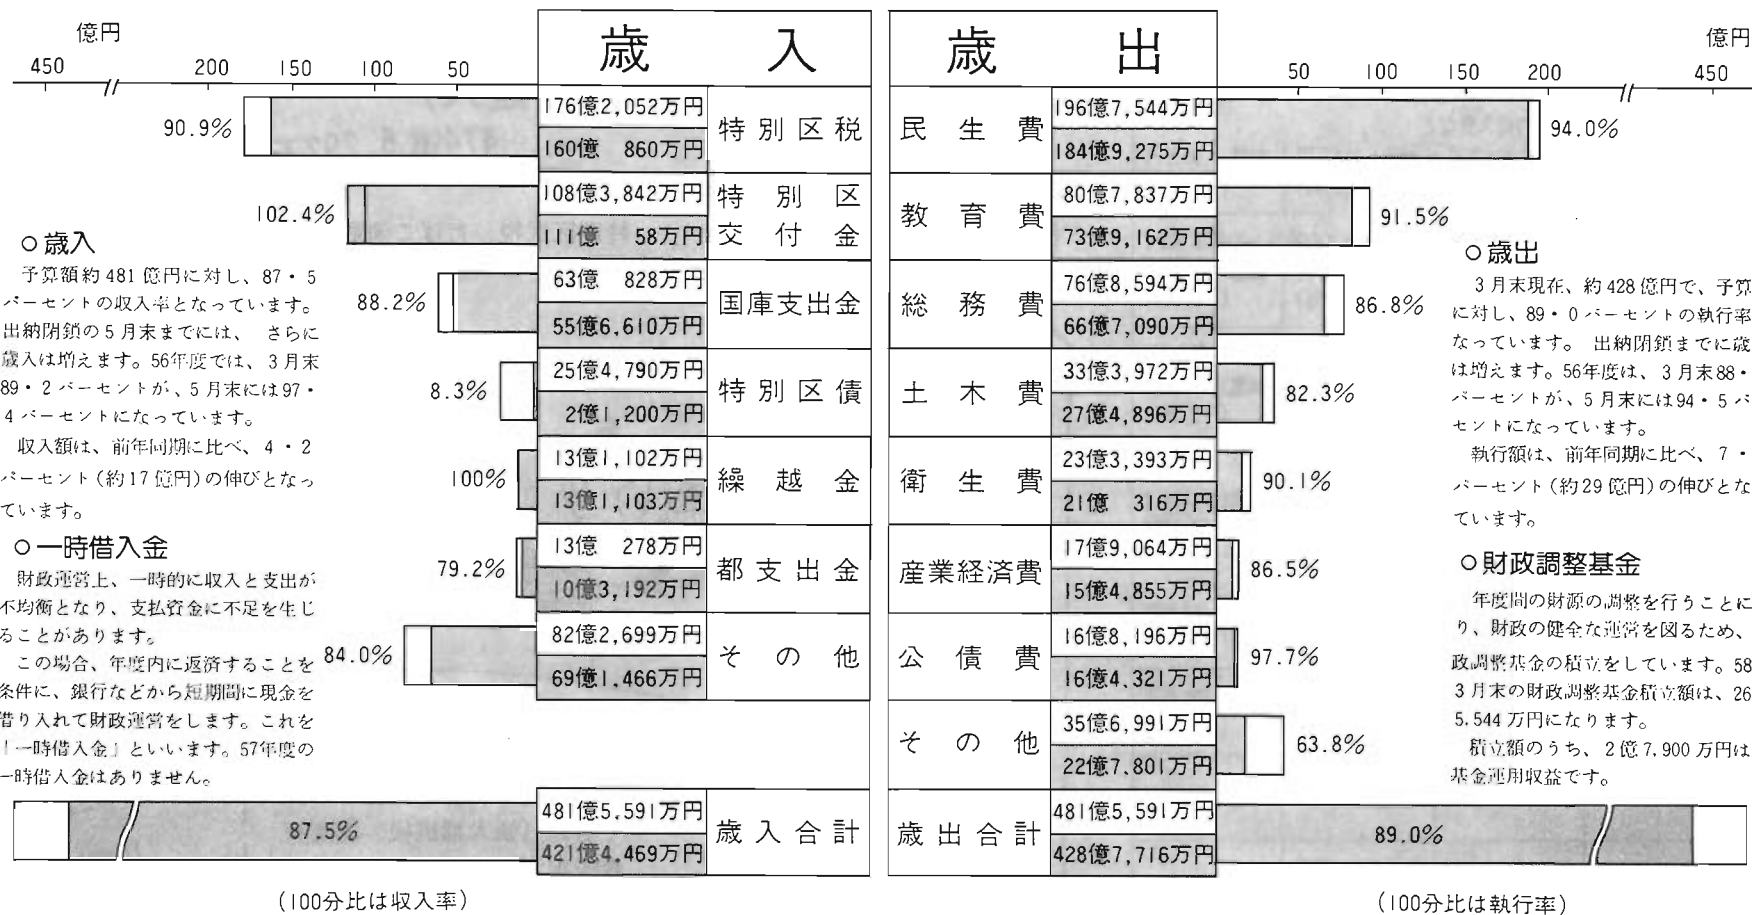 億円
450 200 150 100 50
歳入
176億2,052万円
160億 860万円
特別区税
90.9%
108億3,842万円
111億 58万円
特別区
交付金
102.4%
63億 828万円
55億6,610万円
国庫支出金
88.2%
25億4,790万円
2億1,200万円
特別区債
8.3%
13億1,102万円
13億1,103万円
繰越金
100%
13億 278万円
10億3,192万円
都支出金
79.2%
82億2,699万円
69億1,466万円
その他
84.0%
481億5,591万円
421億4,469万円
歳入合計
87.5%
(100分比は収入率)
○歳入
予算額約481億円に対し、87・5
パーセントの収入率となっています。
出納閉鎖の5月末までには、 さらに
歳入は増えます。56年度では、3月末
89・2パーセントが、5月末には97・
4パーセントになっています。
収入額は、前年同期に比べ、4・2
パーセント(約17億円)の伸びとなっ
ています。
○一時借入金
財政運営上、一時的に収入と支出が
不均衡となり、支払資金に不足を生じ
ることがあります。
この場合、年度内に返済することを
条件に、銀行などから短期間に現金を
借り入れて財政運営をします。これを
「一時借入金」といいます。57年度の
一時借入金はありません。
歳出
億円
50 100 150 200 450
民生費
196億7,544万円
184億9,275万円
94.0%
教育費
80億7,837万円
73億9,162万円
91.5%
総務費
76億8,594万円
66億7,090万円
86.8%
土木費
33億3,972万円
27億4,896万円
82.3%
衛生費
23億3,393万円
21億 316万円
90.1%
産業経済費
17億9,064万円
15億4,855万円
86.5%
公債費
16億8,196万円
16億4,321万円
97.7%
その他
35億6,991万円
22億7,801万円
63.8%
歳出合計
481億5,591万円
428億7,716万円
89.0%
(100分比は執行率)
○歳出
3月末現在、約428億円で、予算
に対し、89・0パーセントの執行率
なっています。 出納閉鎖までに歳
は増えます。56年度は、3月末88・
パーセントが、5月末には94・5パ
セントになっています。
執行額は、前年同期に比べ、7・
パーセント(約29億円)の伸びとな
ています。
○財政調整基金
年度間の財源の調整を行うことに
り、財政の健全な運営を図るため、
政調整基金の積立をしています。58
3月末の財政調整基金積立額は、26
5,544万円になります。
積立額のうち、2億7,900万円は
基金運用収益です。